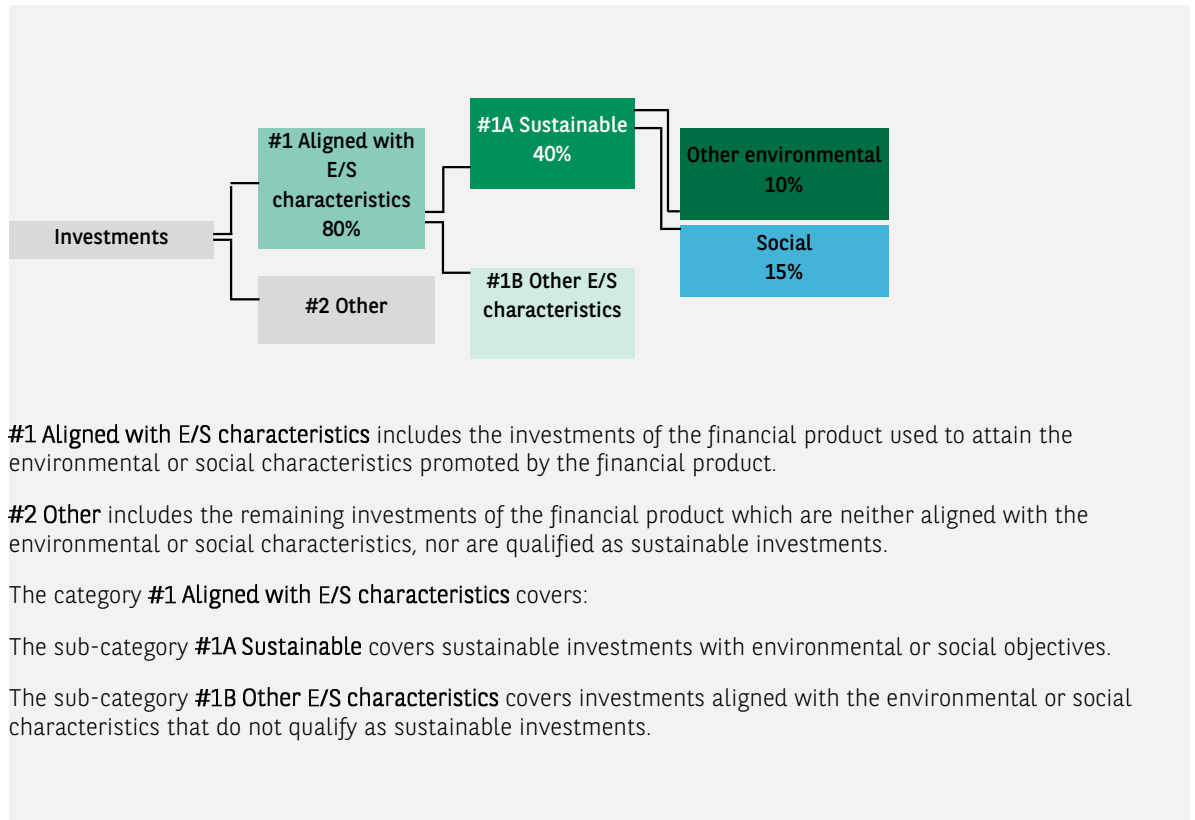 Investments
#1 Aligned with
E/S
characteristics
80%
#2 Other
#1A Sustainable
40%
#1B Other E/S
characteristics
Other environmental
10%
Social
15%
#1 Aligned with E/S characteristics includes the investments of the financial product used to attain the
environmental or social characteristics promoted by the financial product.
#2 Other includes the remaining investments of the financial product which are neither aligned with the
environmental or social characteristics, nor are qualified as sustainable investments.
The category #1 Aligned with E/S characteristics covers:
The sub-category #1A Sustainable covers sustainable investments with environmental or social objectives.
The sub-category #1B Other E/S characteristics covers investments aligned with the environmental or social
characteristics that do not qualify as sustainable investments.